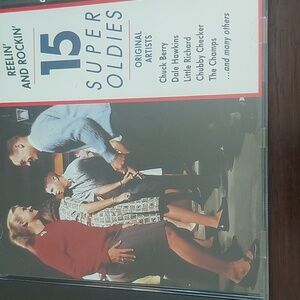 REELIN'
AND ROCKIN'
15
SUPER
OLDIES
ORIGINAL
ARTISTS
Chuck Berry
Dale Hawkins
Little Richard
Chubby Checker
The Champs
...and many others